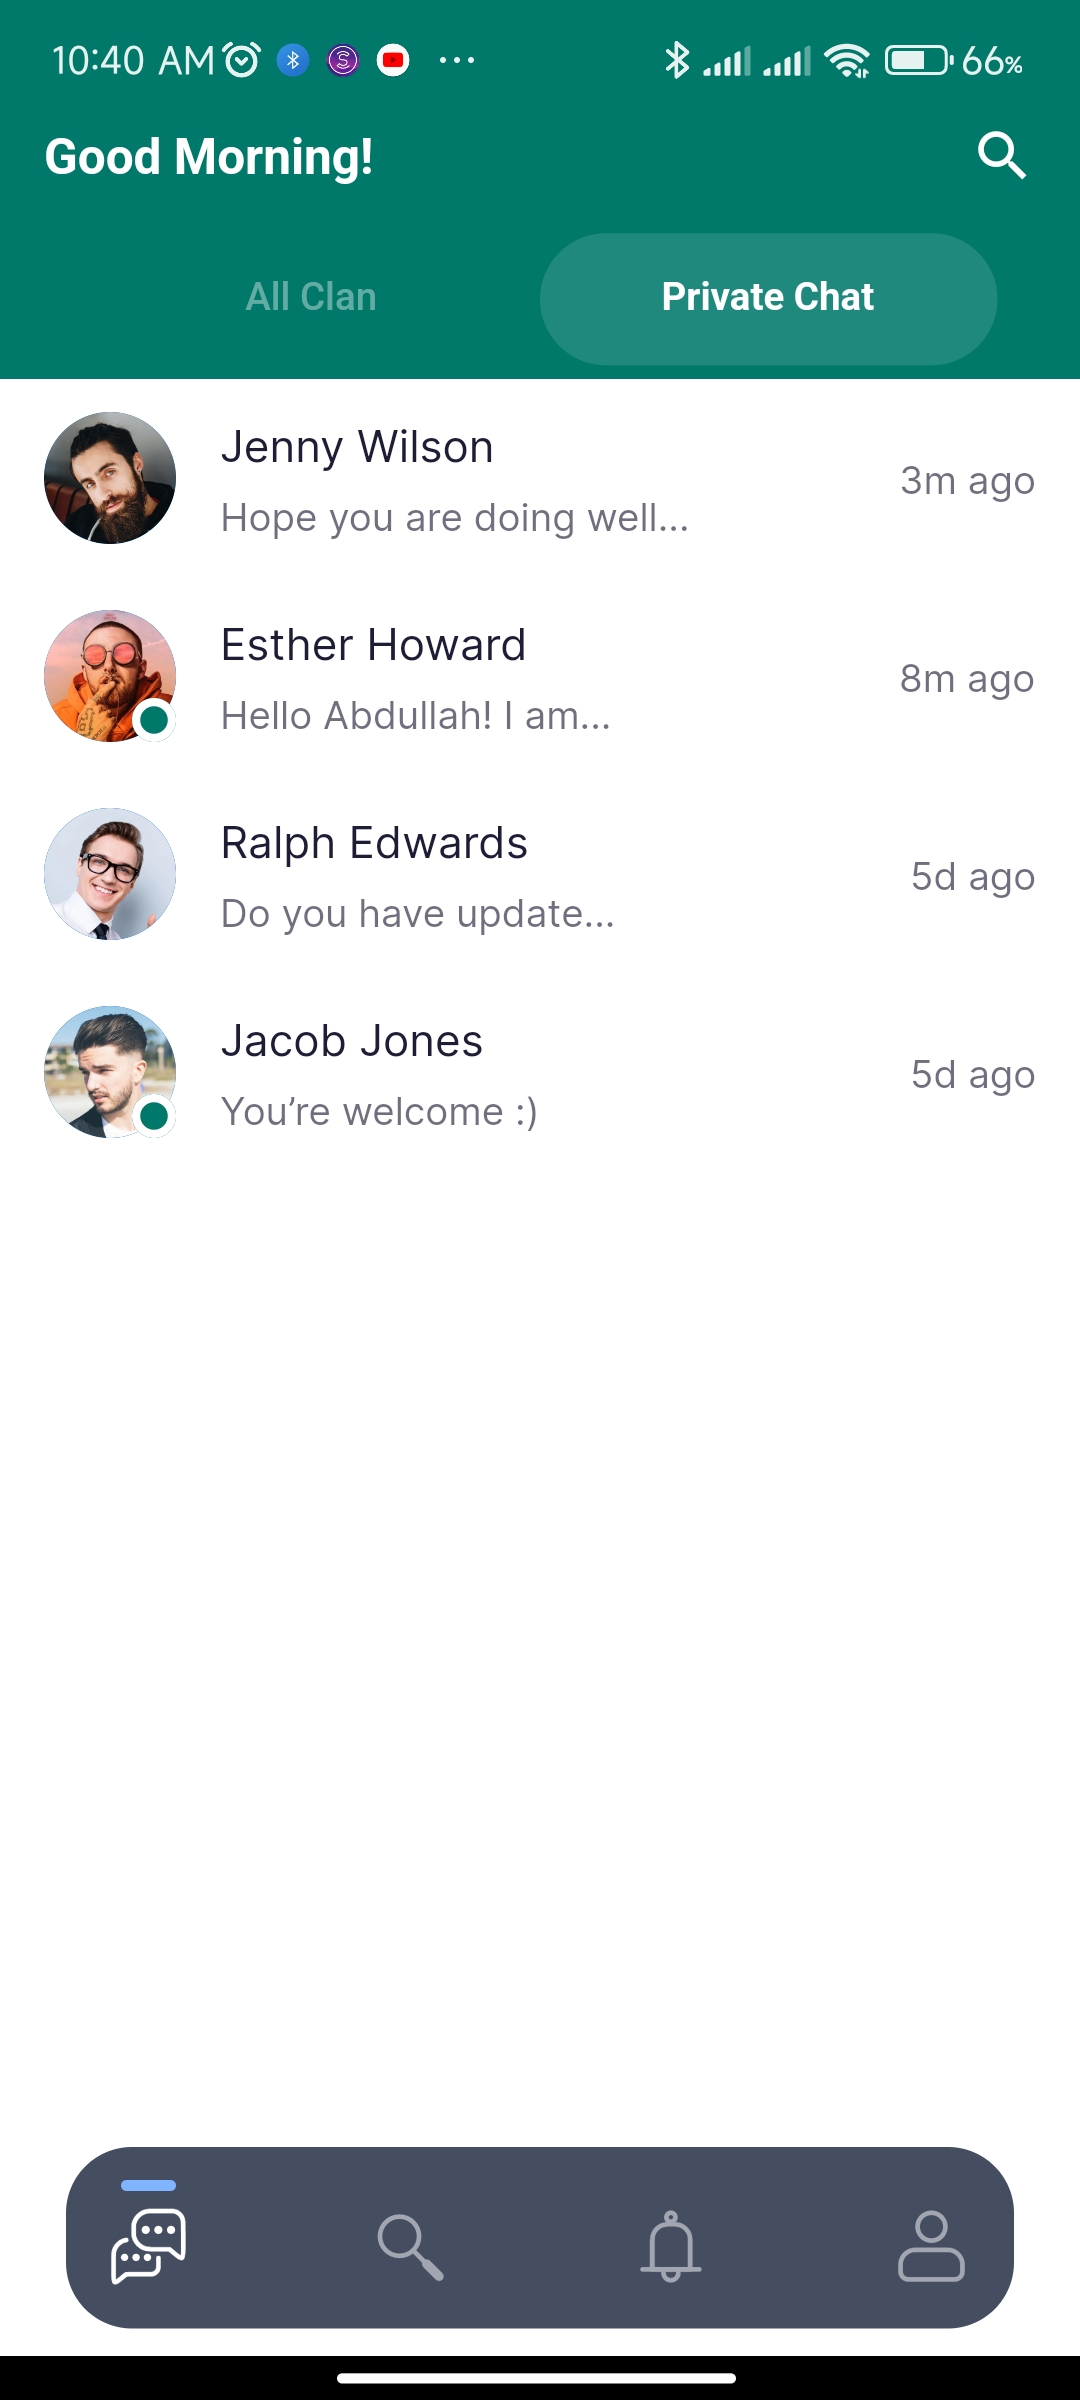 10:40 AM
66%
Good Morning!
All Clan
Private Chat
Jenny Wilson
Hope you are doing well...
3m ago
Esther Howard
Hello Abdullah! I am...
8m ago
Ralph Edwards
Do you have update...
5d ago
Jacob Jones
You’re welcome :)
5d ago